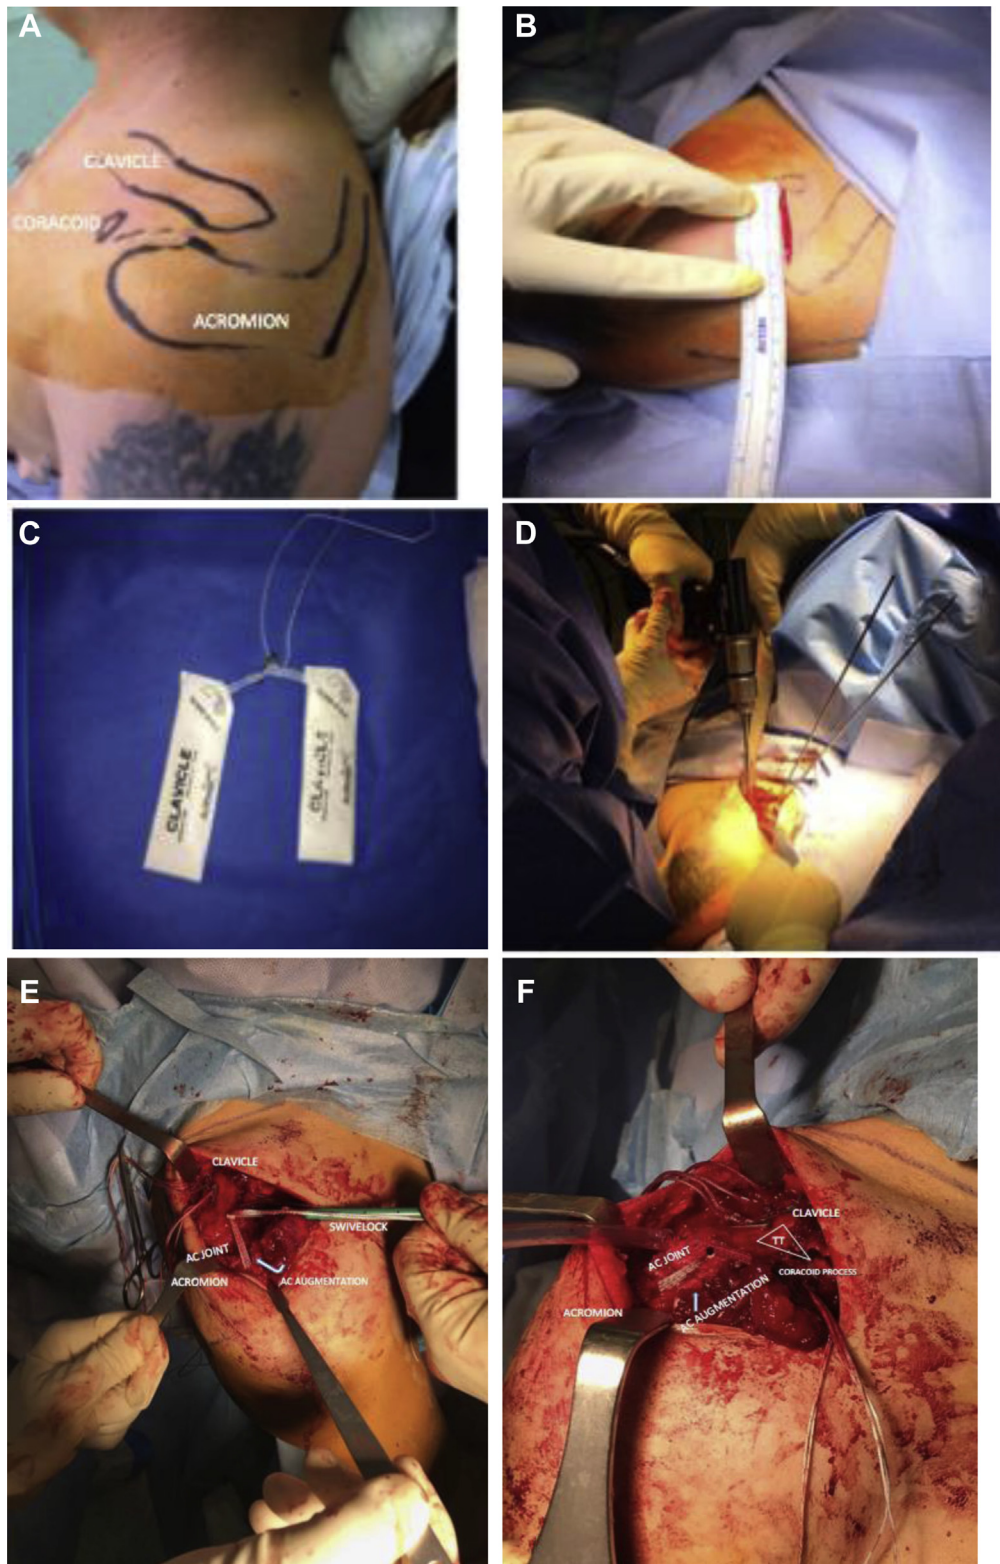 A
CLAVICLE
CORACOID
ACROMION
B
C
CLAVICLE
CLAVICLE
D
E
CLAVICLE
SWIVELOCK
AC JOINT
ACROMION
AC AUGMENTATION
F
CLAVICLE
TT
AC JOINT
CORACOID PROCESS
AC AUGMENTATION
ACROMION